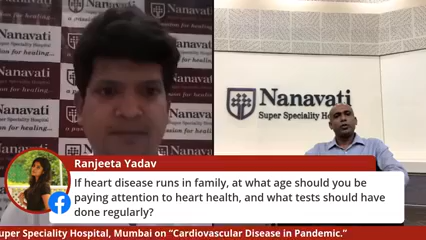 Nanavati
Super Speciality Hospital
a passion for healing...
Nanavati
Super Speciality Hospital
Ranjeeta Yadav
If heart disease runs in family, at what age should you be
paying attention to heart health, and what tests should have
done regularly?
uper Speciality Hospital, Mumbai on “Cardiovascular Disease in Pandemic.”